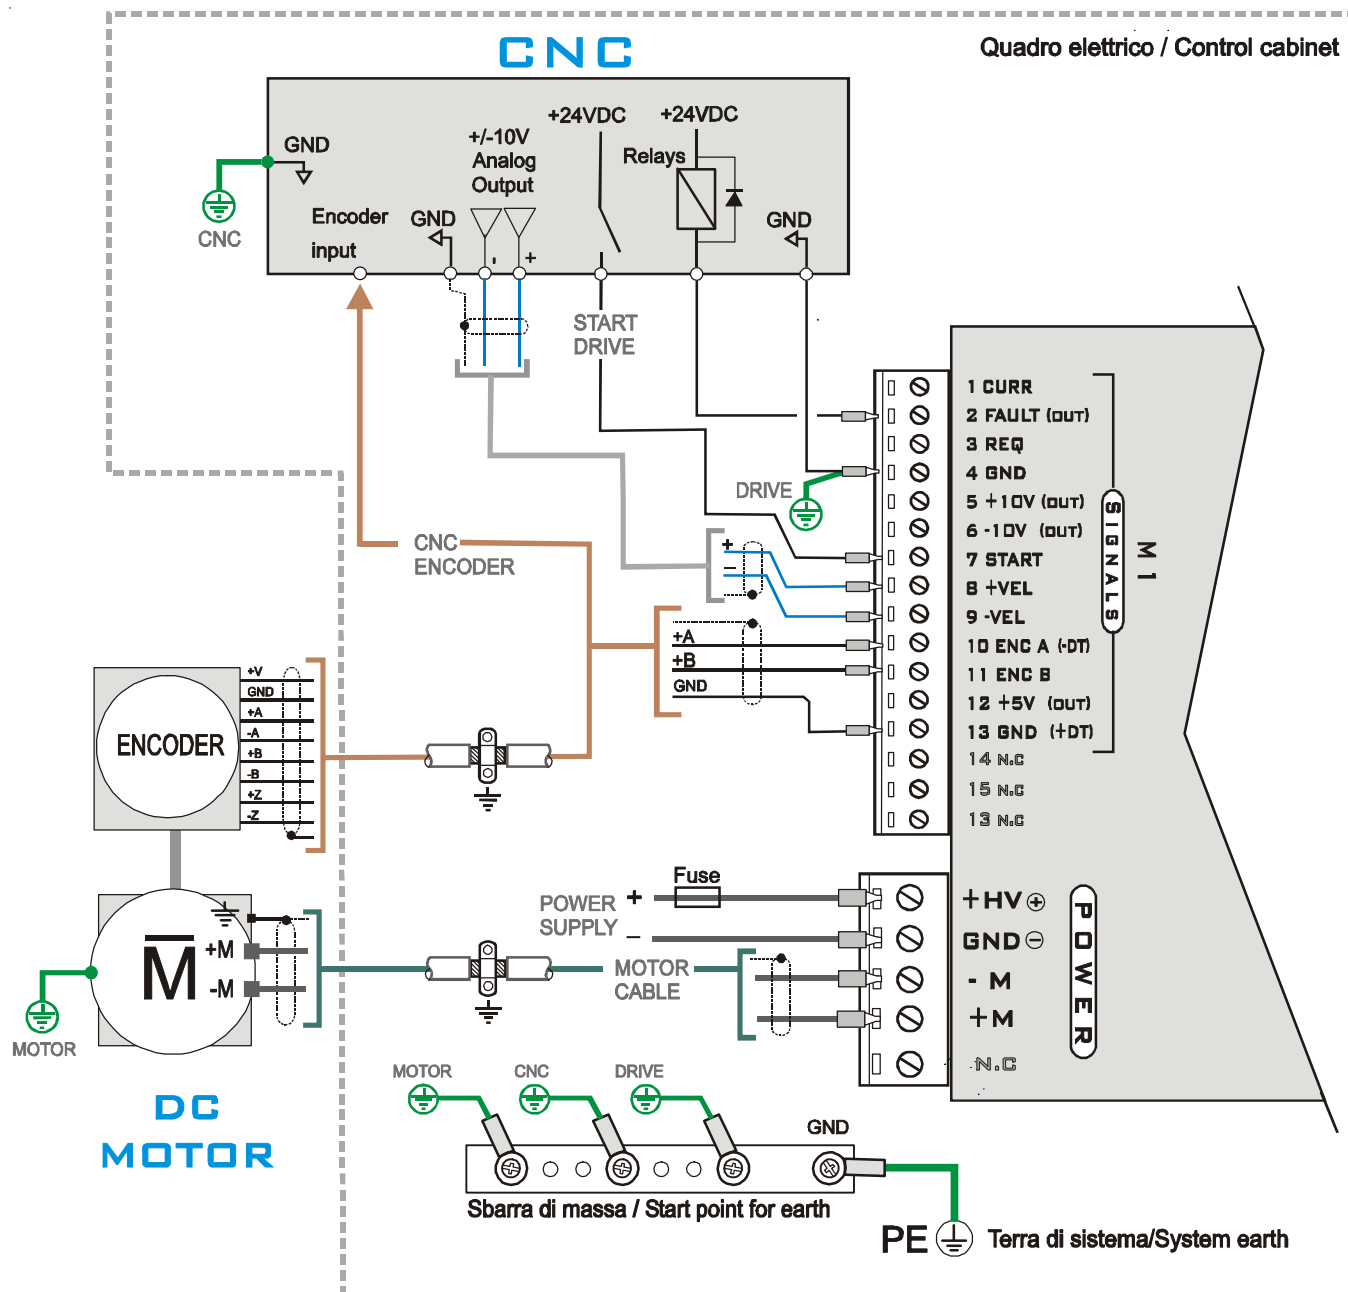 CNC
Quadro elettrico / Control cabinet
+24VDC
+24VDC
+/-10V
Analog
Output
GND
Relays
Encoder
input
GND
GND
- +
CNC
START
DRIVE
1 CURR
2 FAULT (OUT)
3 REQ
4 GND
5 +10V (OUT)
6 -10V (OUT)
7 START
8 +VEL
9 -VEL
10 ENC A (-DT)
11 ENC B
12 +5V (OUT)
13 GND (+DT)
14 N.C
15 N.C
13 N.C
SIGNALS
M 1
DRIVE
CNC
ENCODER
+
–
+A
+B
GND
ENCODER
+V
GND
+A
-A
+B
-B
+Z
-Z
Fuse
POWER
SUPPLY
+
–
+HV +
GND -
- M
+M
N.C
POWER
MOTOR
CABLE
M
+M
-M
MOTOR
DC
MOTOR
MOTOR
CNC
DRIVE
GND
Sbarra di massa / Start point for earth
PE
Terra di sistema/System earth